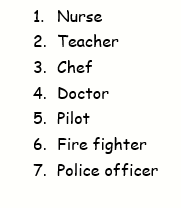 1. Nurse
2. Teacher
3. Chef
4. Doctor
5. Pilot
6. Fire fighter
7. Police officer